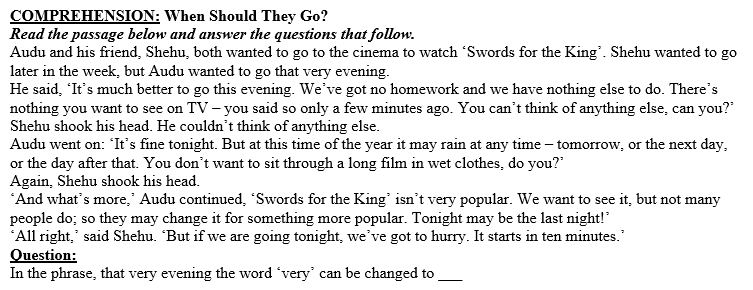 COMPREHENSION: When Should They Go?
Read the passage below and answer the questions that follow.
Audu and his friend, Shehu, both wanted to go to the cinema to watch ‘Swords for the King’. Shehu wanted to go
later in the week, but Audu wanted to go that very evening.
He said, ‘It’s much better to go this evening. We’ve got no homework and we have nothing else to do. There’s
nothing you want to see on TV – you said so only a few minutes ago. You can’t think of anything else, can you?’
Shehu shook his head. He couldn’t think of anything else.
Audu went on: ‘It’s fine tonight. But at this time of the year it may rain at any time – tomorrow, or the next day,
or the day after that. You don’t want to sit through a long film in wet clothes, do you?’
Again, Shehu shook his head.
‘And what’s more,’ Audu continued, ‘Swords for the King’ isn’t very popular. We want to see it, but not many
people do; so they may change it for something more popular. Tonight may be the last night!’
‘All right,’ said Shehu. ‘But if we are going tonight, we’ve got to hurry. It starts in ten minutes.’
Question:
In the phrase, that very evening the word ‘very’ can be changed to ___